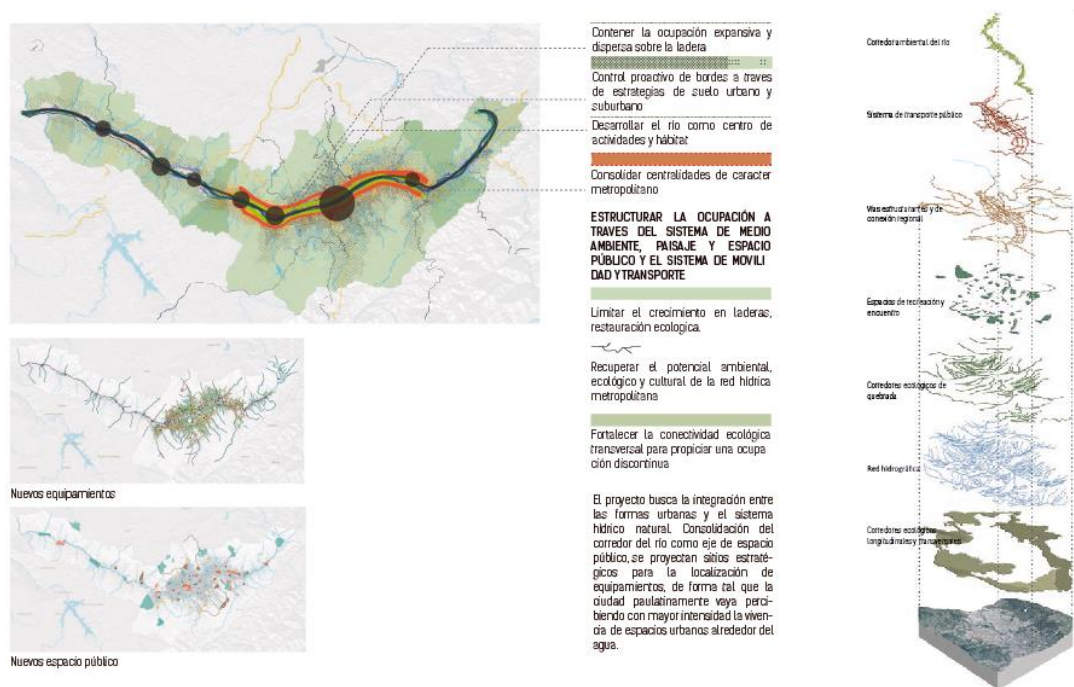 Contener la ocupación expansiva y
dispersa sobre la ladera
Control proactivo de bordes a traves
de estrategias de suelo urbano y
suburbano
Desarrollar el río como centro de
actividades y hábitat
Consolidar centralidades de caracter
metropolitano
ESTRUCTURAR LA OCUPACIÓN A
TRAVES DEL SISTEMA DE MEDIO
AMBIENTE, PAISAJE Y ESPACIO
PÚBLICO Y EL SISTEMA DE MOVILI
DAD Y TRANSPORTE
Limitar el crecimiento en laderas,
restauración ecologica.
Recuperar el potencial ambiental,
ecológico y cultural de la red hídrica
metropolitana
Fortalecer la conectividad ecológica
transversal para propiciar una ocupa
ción discontinua
El proyecto busca la integración entre
las formas urbanas y el sistema
hídrico natural. Consolidación del
corredor del río como eje de espacio
público, se proyectan sitios estraté-
gicos para la localización de
equipamientos, de forma tal que la
ciudad paulatinamente vaya perci-
biendo con mayor intensidad la viven-
cia de espacios urbanos alrededor del
agua.
Nuevos equipamientos
Nuevos espacio público
Corredor ambiental del río
Sistema de transporte público
Vias estructurantes y de
conexión regional
Espacios de recreación y
encuentro
Corredores ecológicos de
quebrada
Red hidrográfica
Corredores ecológicos
longitudinales y transversales